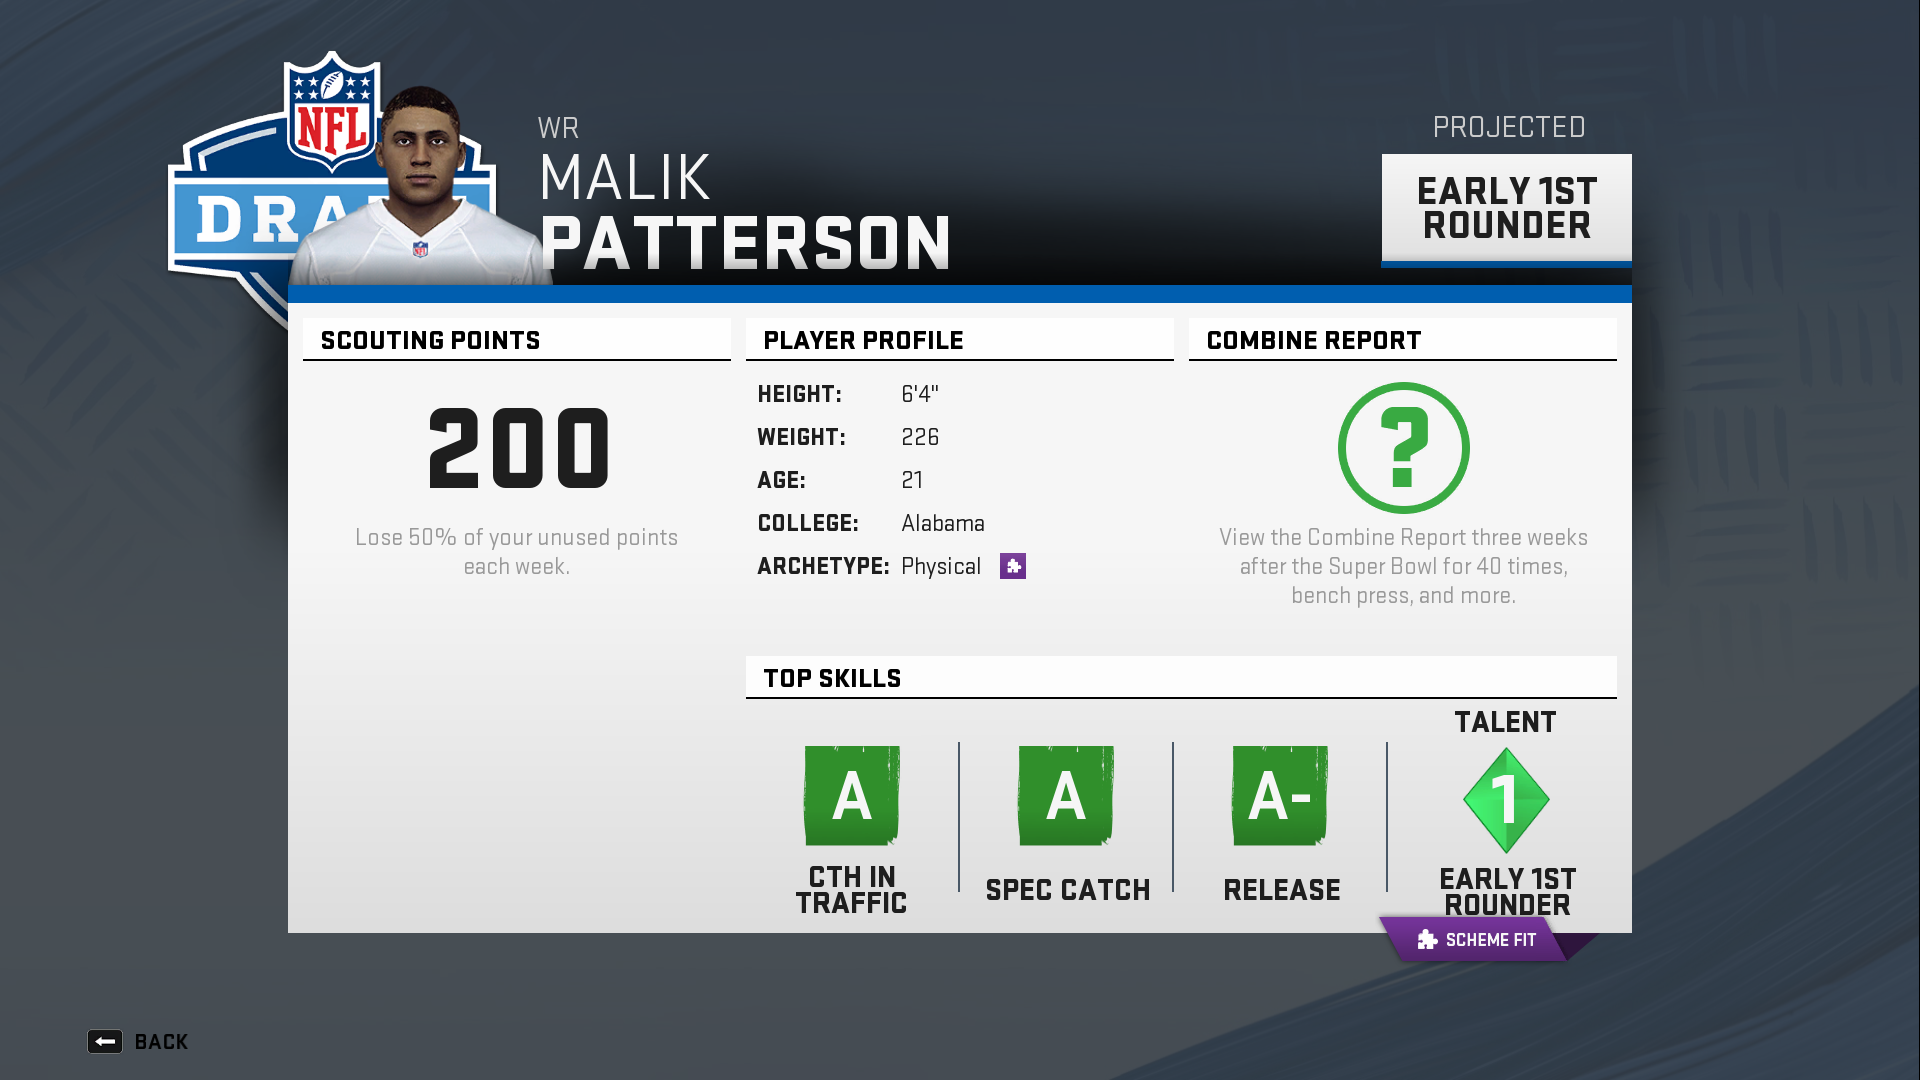 NFL
DRA
WR
MALIK
PATTERSON
PROJECTED
EARLY 1ST
ROUNDER
SCOUTING POINTS
200
Lose 50% of your unused points
each week.
PLAYER PROFILE
HEIGHT: 6'4"
WEIGHT: 226
AGE: 21
COLLEGE: Alabama
ARCHETYPE: Physical
COMBINE REPORT
?
View the Combine Report three weeks
after the Super Bowl for 40 times,
bench press, and more.
TOP SKILLS
A
CTH IN
TRAFFIC
A
SPEC CATCH
A-
RELEASE
TALENT
1
EARLY 1ST
ROUNDER
SCHEME FIT
BACK